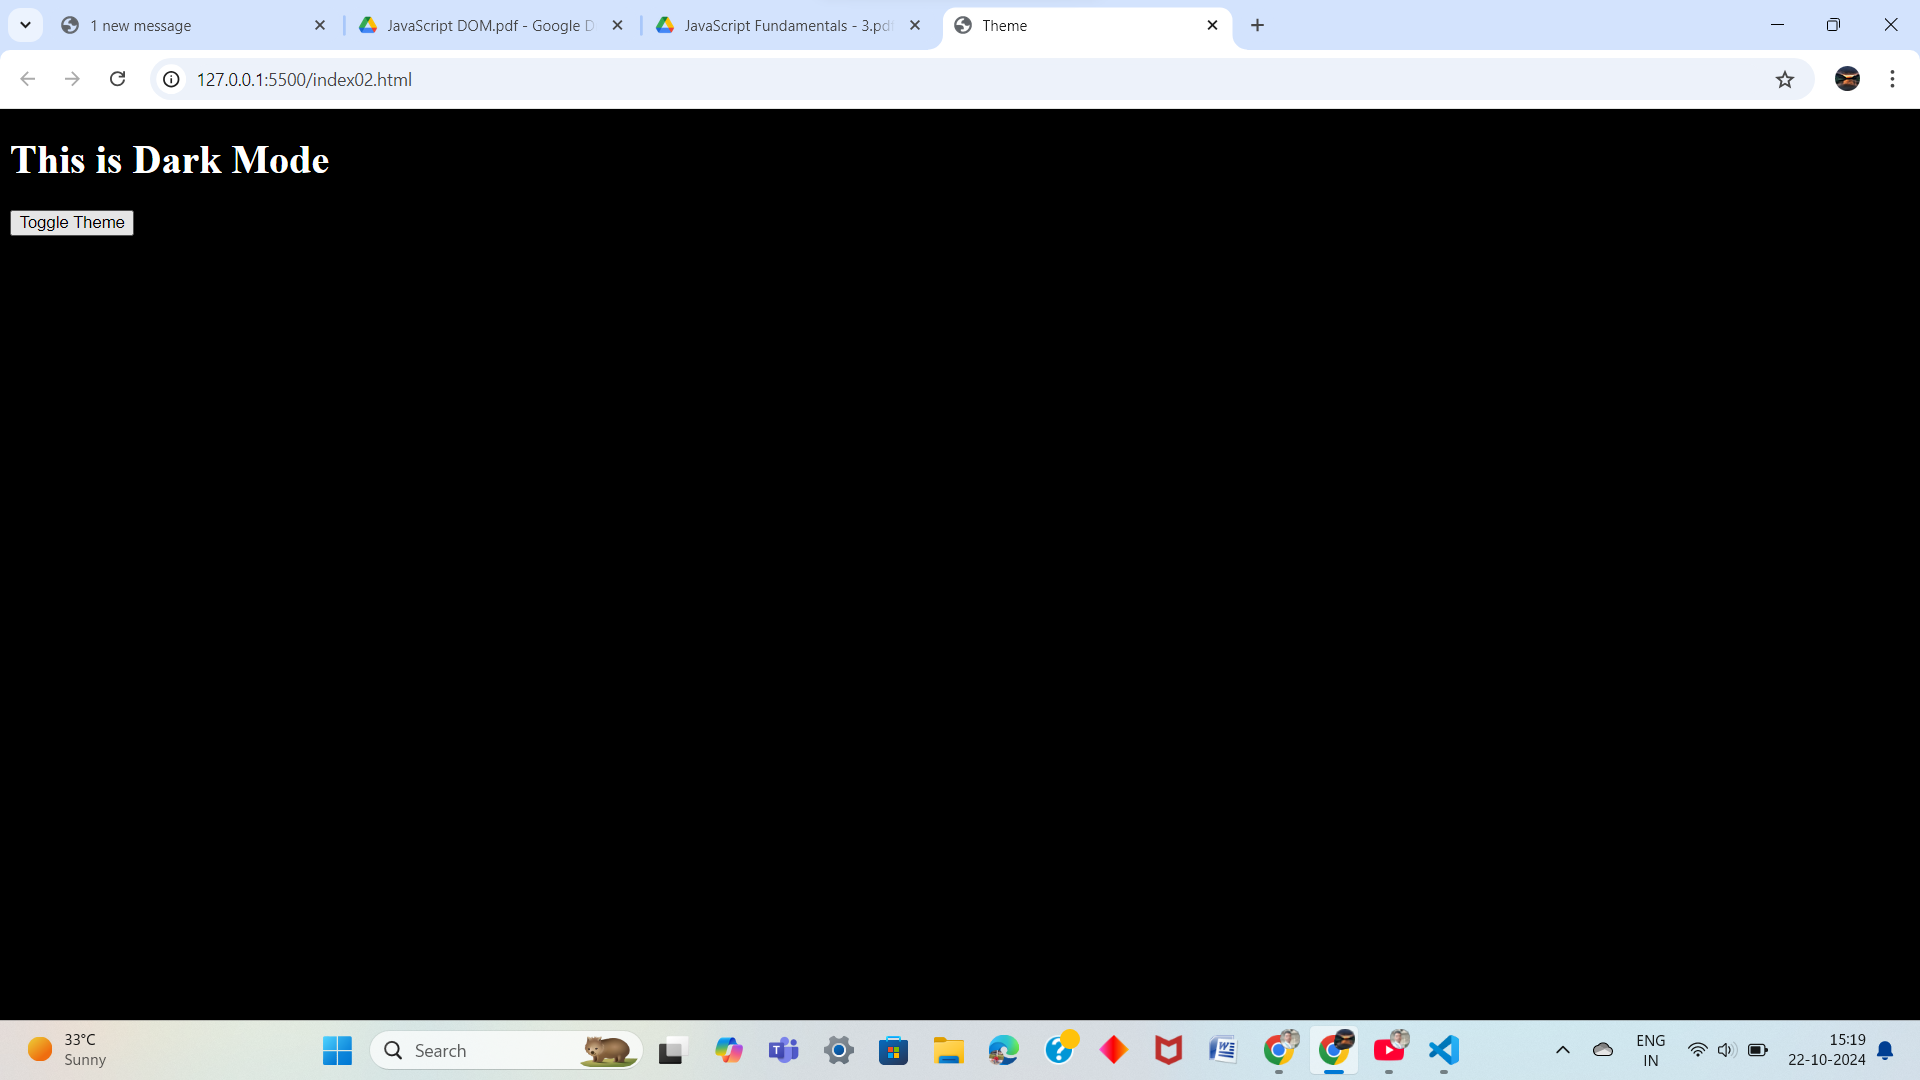 1 new message
JavaScript DOM.pdf - Google D
JavaScript Fundamentals - 3.pdf
Theme
127.0.0.1:5500/index02.html
This is Dark Mode
Toggle Theme
33°C
Sunny
Search
ENG
IN
15:19
22-10-2024